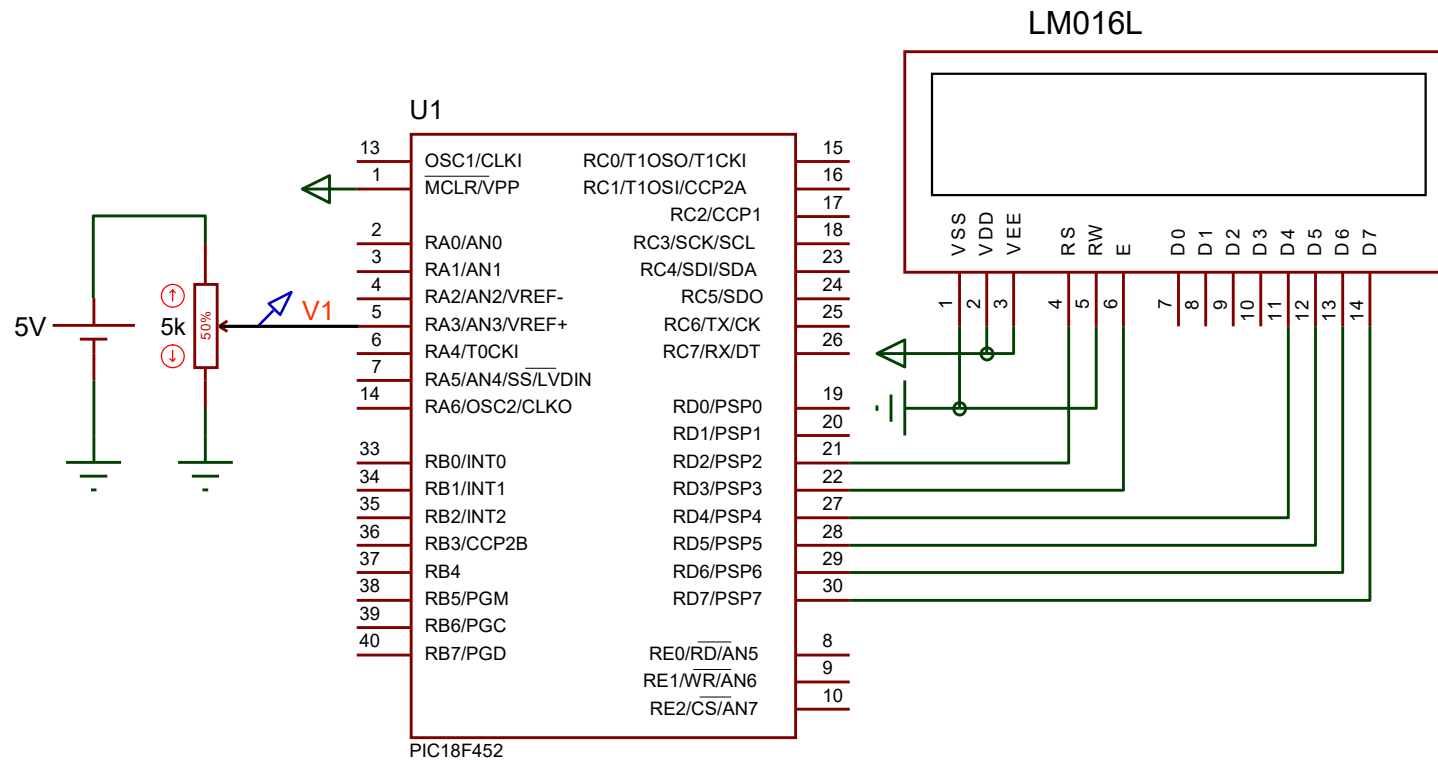 LM016L
VSS
VDD
VEE
RS
RW
E
D0
D1
D2
D3
D4
D5
D6
D7
1
2
3
4
5
6
7
8
9
10
11
12
13
14
U1
13 OSC1/CLKI RC0/T1OSO/T1CKI 15
1 MCLR/VPP RC1/T1OSI/CCP2A 16
RC2/CCP1 17
2 RA0/AN0 RC3/SCK/SCL 18
3 RA1/AN1 RC4/SDI/SDA 23
4 RA2/AN2/VREF- RC5/SDO 24
5 RA3/AN3/VREF+ RC6/TX/CK 25
6 RA4/T0CKI RC7/RX/DT 26
7 RA5/AN4/SS/LVDIN
14 RA6/OSC2/CLKO RD0/PSP0 19
RD1/PSP1 20
33 RB0/INT0 RD2/PSP2 21
34 RB1/INT1 RD3/PSP3 22
35 RB2/INT2 RD4/PSP4 27
36 RB3/CCP2B RD5/PSP5 28
37 RB4 RD6/PSP6 29
38 RB5/PGM RD7/PSP7 30
39 RB6/PGC
40 RB7/PGD RE0/RD/AN5 8
RE1/WR/AN6 9
RE2/CS/AN7 10
PIC18F452
5V
5k
50%
V1